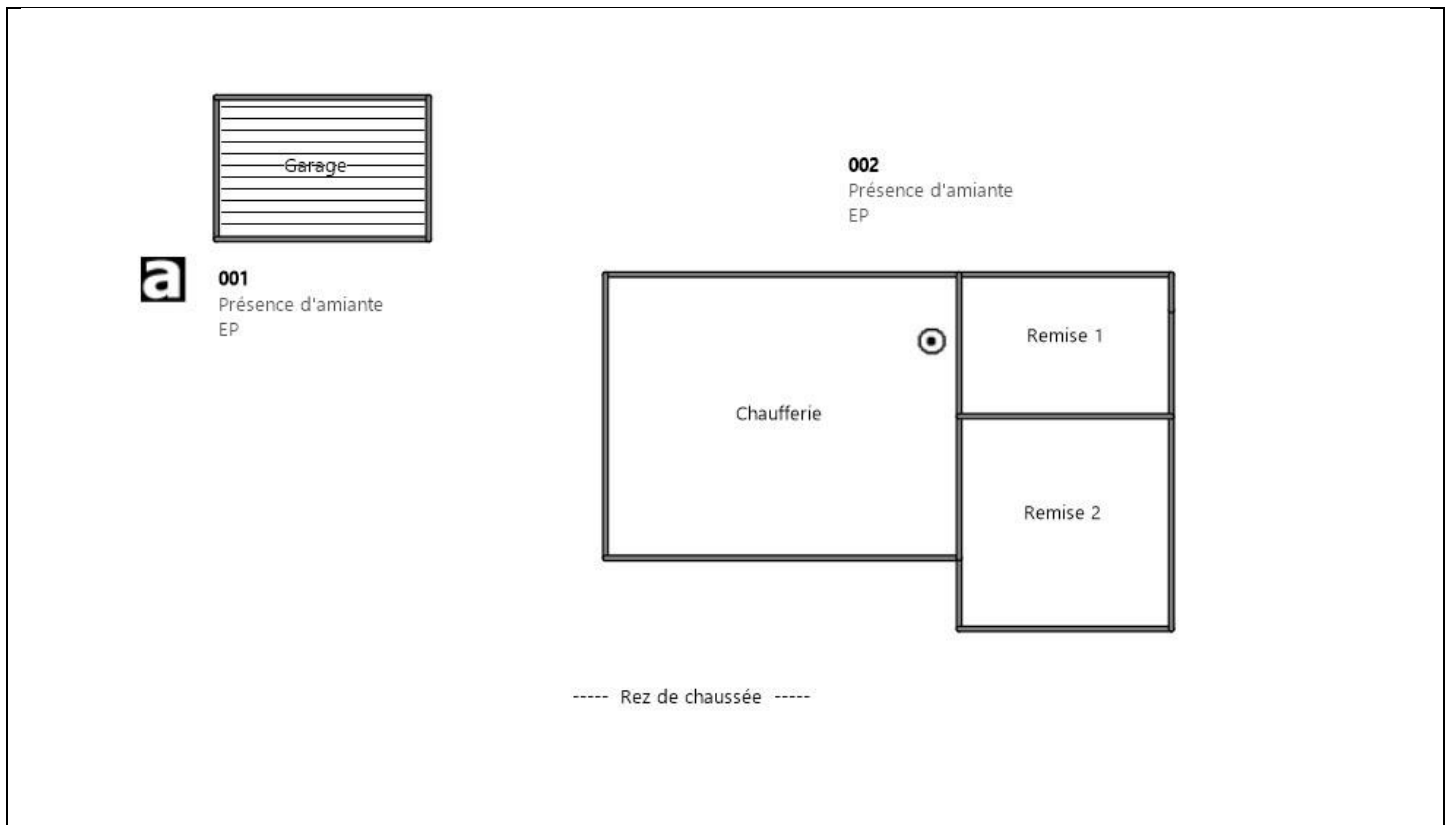 Garage
002
Présence d'amiante
EP
a
001
Présence d'amiante
EP
Remise 1
Chaufferie
Remise 2
----- Rez de chaussée -----